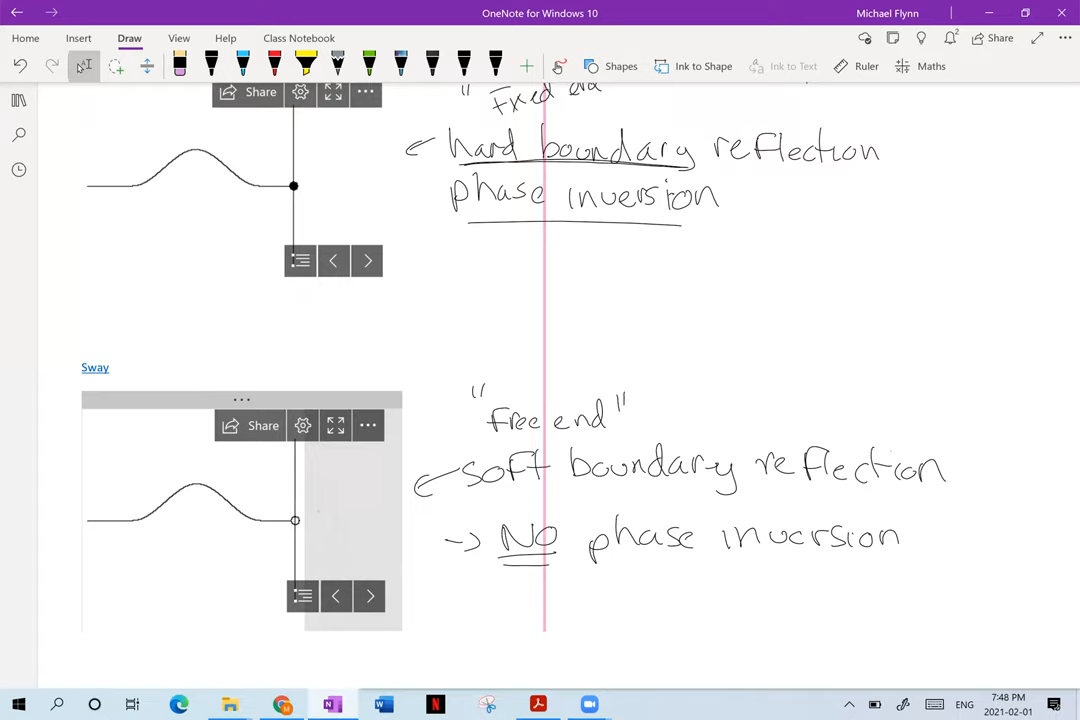 OneNote for Windows 10
Michael Flynn
Home Insert Draw View Help Class Notebook
Share
Shapes Ink to Shape Ink to Text Ruler Maths
Share
"Fixed end
hard boundary reflection
phase inversion
Sway
Share
"Free end"
soft boundary reflection
NO phase inversion
ENG
7:48 PM
2021-02-01